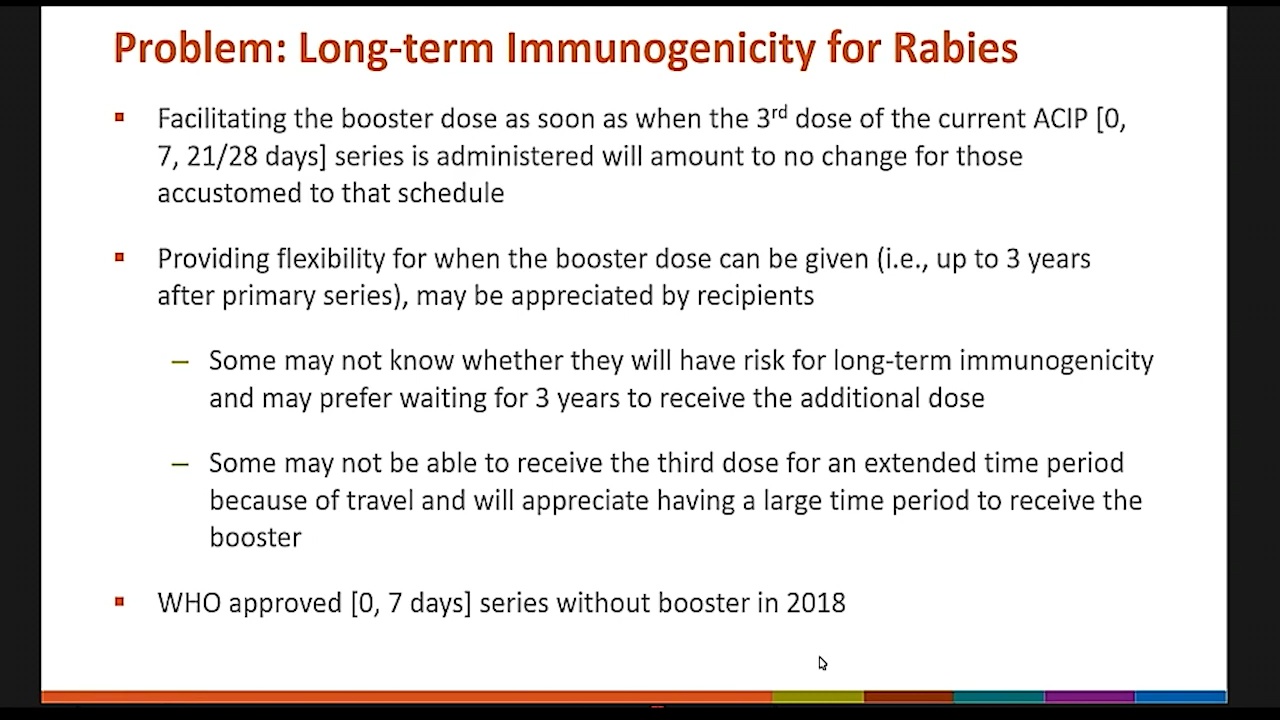 Problem: Long-term Immunogenicity for Rabies
Facilitating the booster dose as soon as when the 3rd dose of the current ACIP [0,
7, 21/28 days] series is administered will amount to no change for those
accustomed to that schedule
Providing flexibility for when the booster dose can be given (i.e., up to 3 years
after primary series), may be appreciated by recipients
– Some may not know whether they will have risk for long-term immunogenicity
and may prefer waiting for 3 years to receive the additional dose
– Some may not be able to receive the third dose for an extended time period
because of travel and will appreciate having a large time period to receive the
booster
WHO approved [0, 7 days] series without booster in 2018